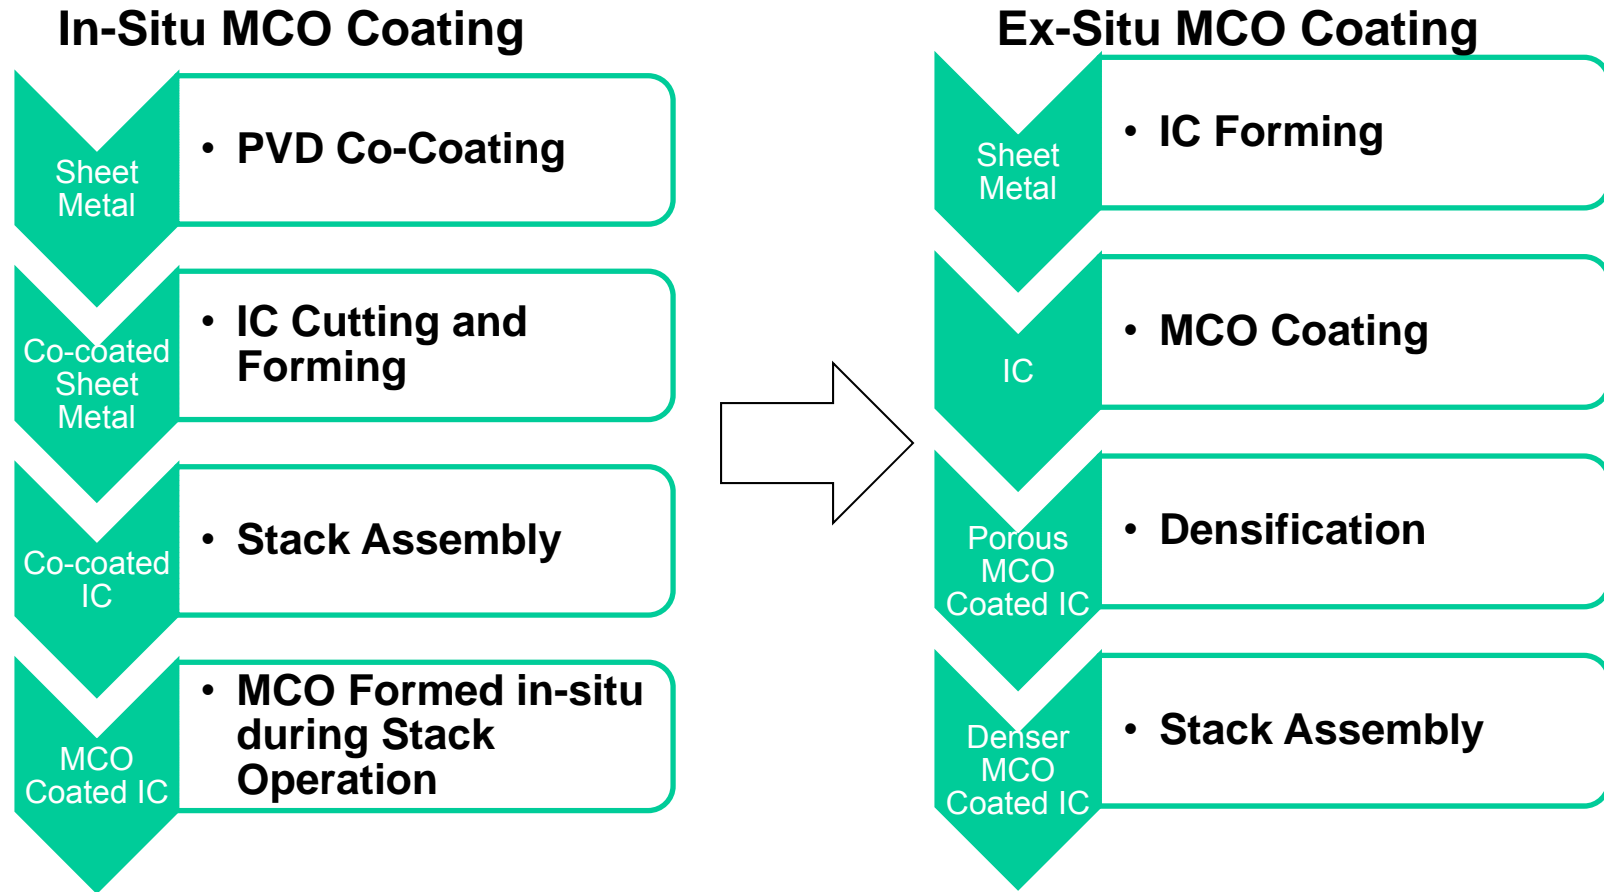 In-Situ MCO Coating
Sheet
Metal
• PVD Co-Coating
Co-coated
Sheet
Metal
• IC Cutting and
Forming
Co-coated
IC
• Stack Assembly
MCO
Coated IC
• MCO Formed in-situ
during Stack
Operation
Ex-Situ MCO Coating
Sheet
Metal
• IC Forming
IC
• MCO Coating
Porous
MCO
Coated IC
• Densification
Denser
MCO
Coated IC
• Stack Assembly